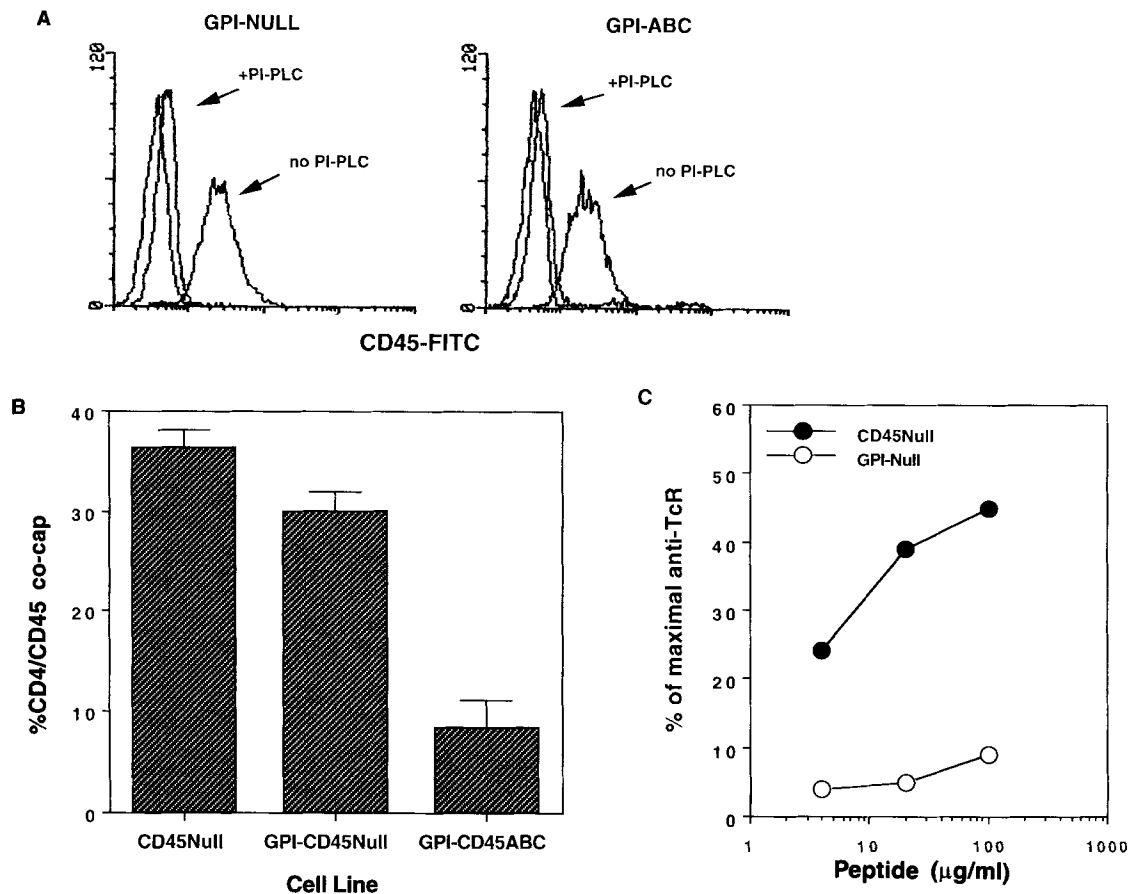 A
GPI-NULL
GPI-ABC
120
+PI-PLC
no PI-PLC
0
120
+PI-PLC
no PI-PLC
0
CD45-FITC
B
%CD4/CD45 co-cap
40
30
20
10
0
CD45Null
GPI-CD45Null
GPI-CD45ABC
Cell Line
C
% of maximal anti-TcR
60
50
40
30
20
10
0
CD45Null
GPI-Null
1
10
100
1000
Peptide (µg/ml)